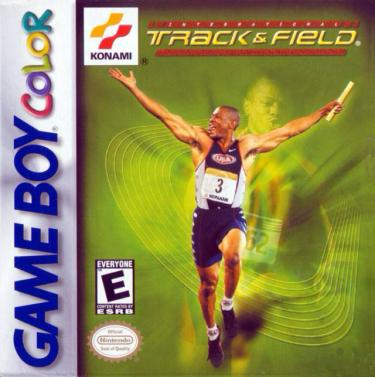 GAME BOY COLOR
KONAMI
INTERNATIONAL
TRACK & FIELD
USA
3
KONAMI
EVERYONE
E
CONTENT RATED BY
ESRB
Official
Nintendo
Seal of Quality